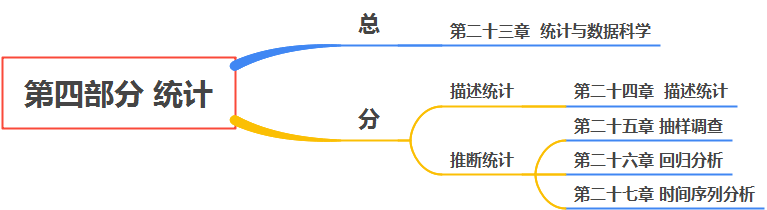 第四部分 统计
总
第二十三章  统计与数据科学
分
描述统计
第二十四章  描述统计
推断统计
第二十五章 抽样调查
第二十六章 回归分析
第二十七章 时间序列分析